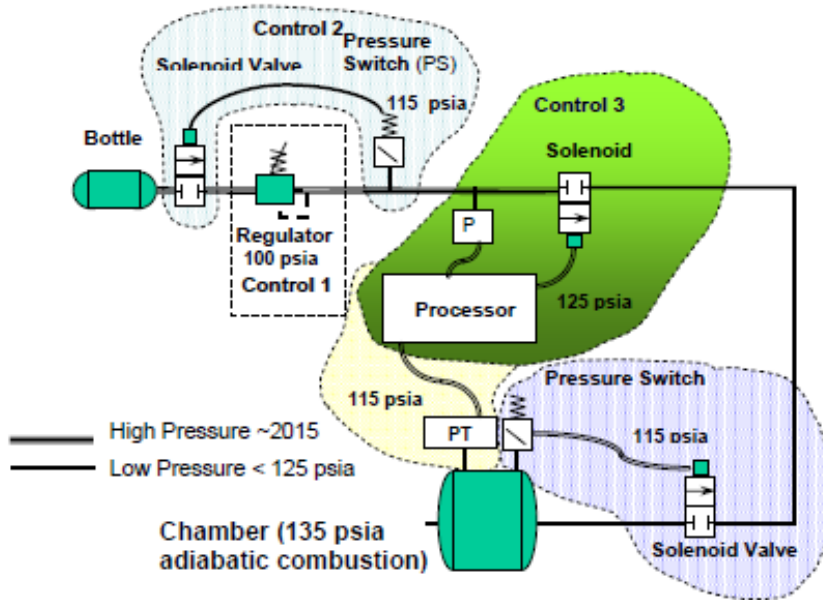 Control 2
Pressure
Switch (PS)
Solenoid Valve
115 psia
Bottle
Control 3
Solenoid
P
Regulator
100 psia
Control 1
Processor
125 psia
Pressure Switch
115 psia
PT
115 psia
High Pressure ~2015
Low Pressure < 125 psia
Chamber (135 psia
adiabatic combustion)
Solenoid Valve